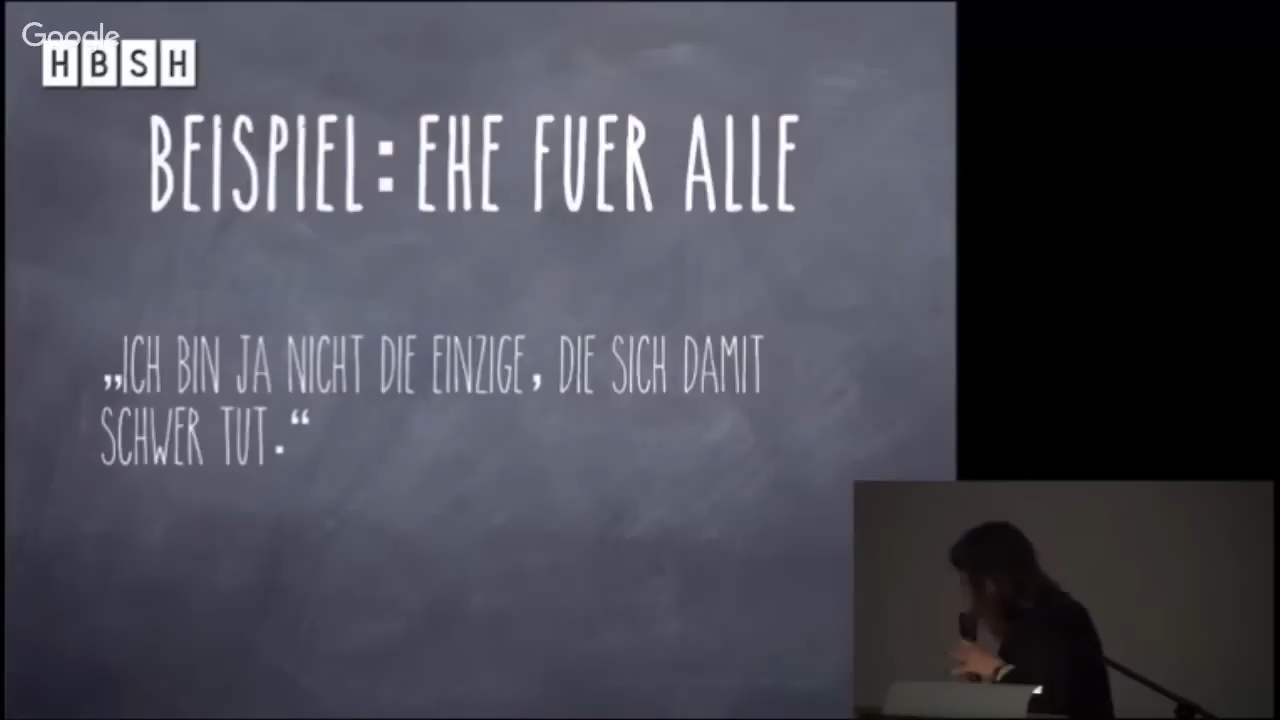 Google
HBSH
BEISPIEL: EHE FUER ALLE
„ICH BIN JA NICHT DIE EINZIGE, DIE SICH DAMIT
SCHWER TUT.“